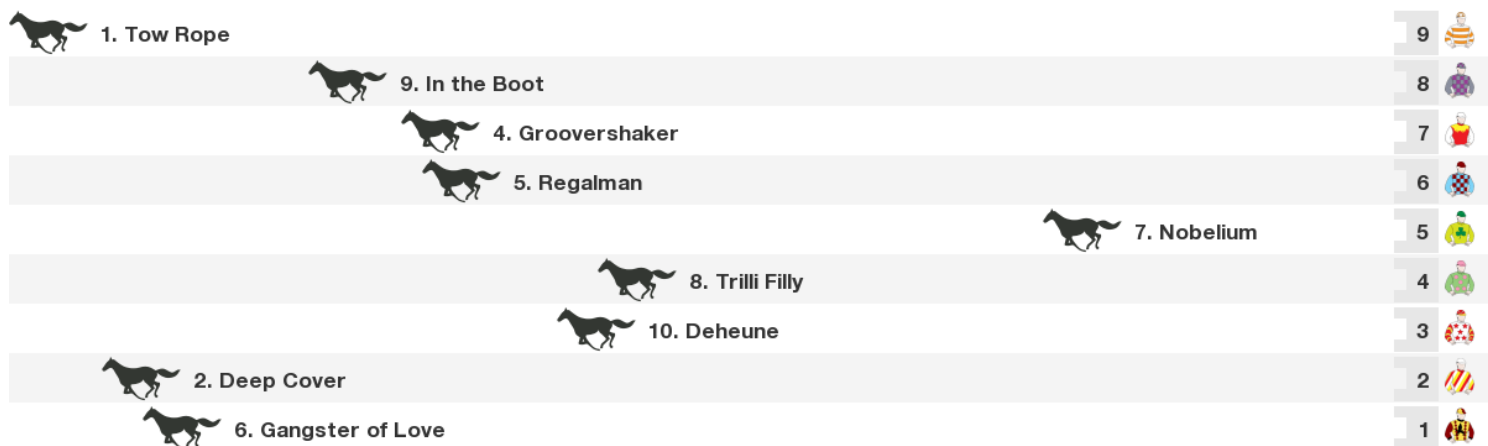 1. Tow Rope 9
9. In the Boot 8
4. Groovershaker 7
5. Regalman 6
7. Nobelium 5
8. Trilli Filly 4
10. Deheune 3
2. Deep Cover 2
6. Gangster of Love 1